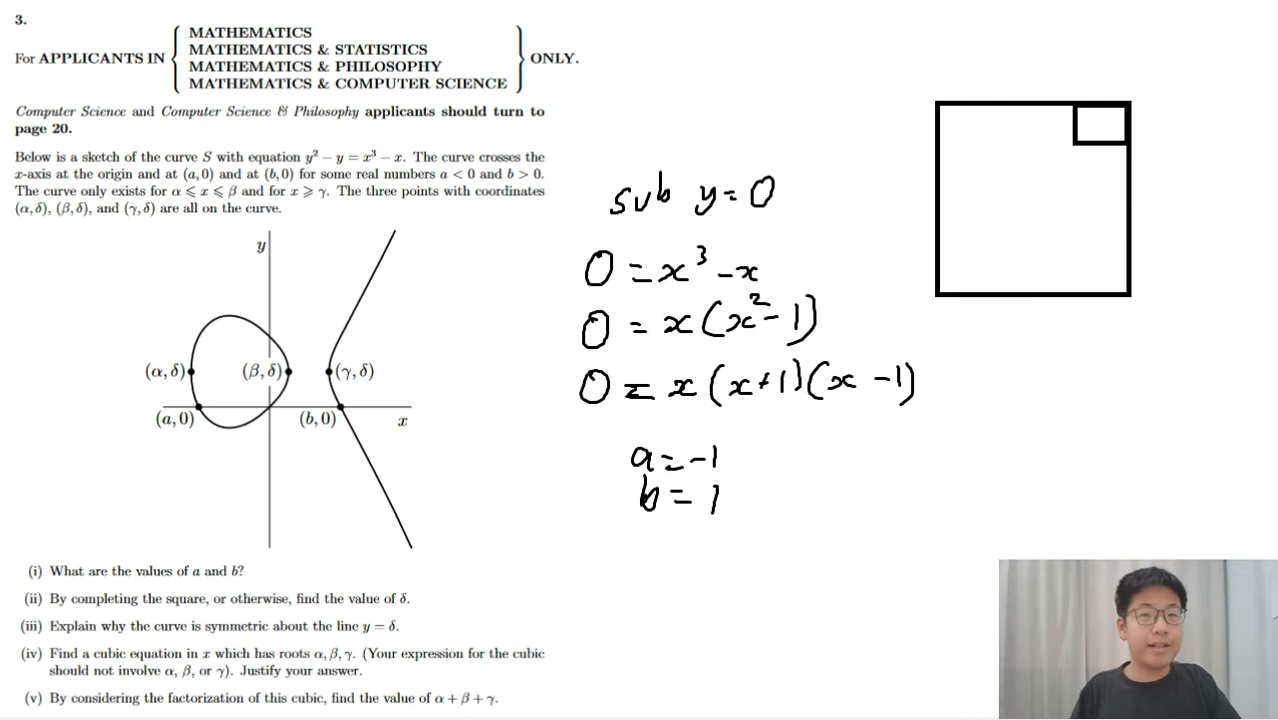 3.
For APPLICANTS IN { MATHEMATICS
MATHEMATICS & STATISTICS
MATHEMATICS & PHILOSOPHY
MATHEMATICS & COMPUTER SCIENCE } ONLY.
Computer Science and Computer Science & Philosophy applicants should turn to
page 20.
Below is a sketch of the curve S with equation y² − y = x³ − x. The curve crosses the
x-axis at the origin and at (a, 0) and at (b, 0) for some real numbers a < 0 and b > 0.
The curve only exists for α ⩽ x ⩽ β and for x ⩾ γ. The three points with coordinates
(α, δ), (β, δ), and (γ, δ) are all on the curve.
y
(α, δ)
(β, δ)
(γ, δ)
(a, 0)
(b, 0)
x
(i) What are the values of a and b?
(ii) By completing the square, or otherwise, find the value of δ.
(iii) Explain why the curve is symmetric about the line y = δ.
(iv) Find a cubic equation in x which has roots α, β, γ. (Your expression for the cubic
should not involve α, β, or γ). Justify your answer.
(v) By considering the factorization of this cubic, find the value of α + β + γ.
sub y = 0
0 = x³ − x
0 = x(x² − 1)
0 = x(x+1)(x −1)
a = −1
b = 1